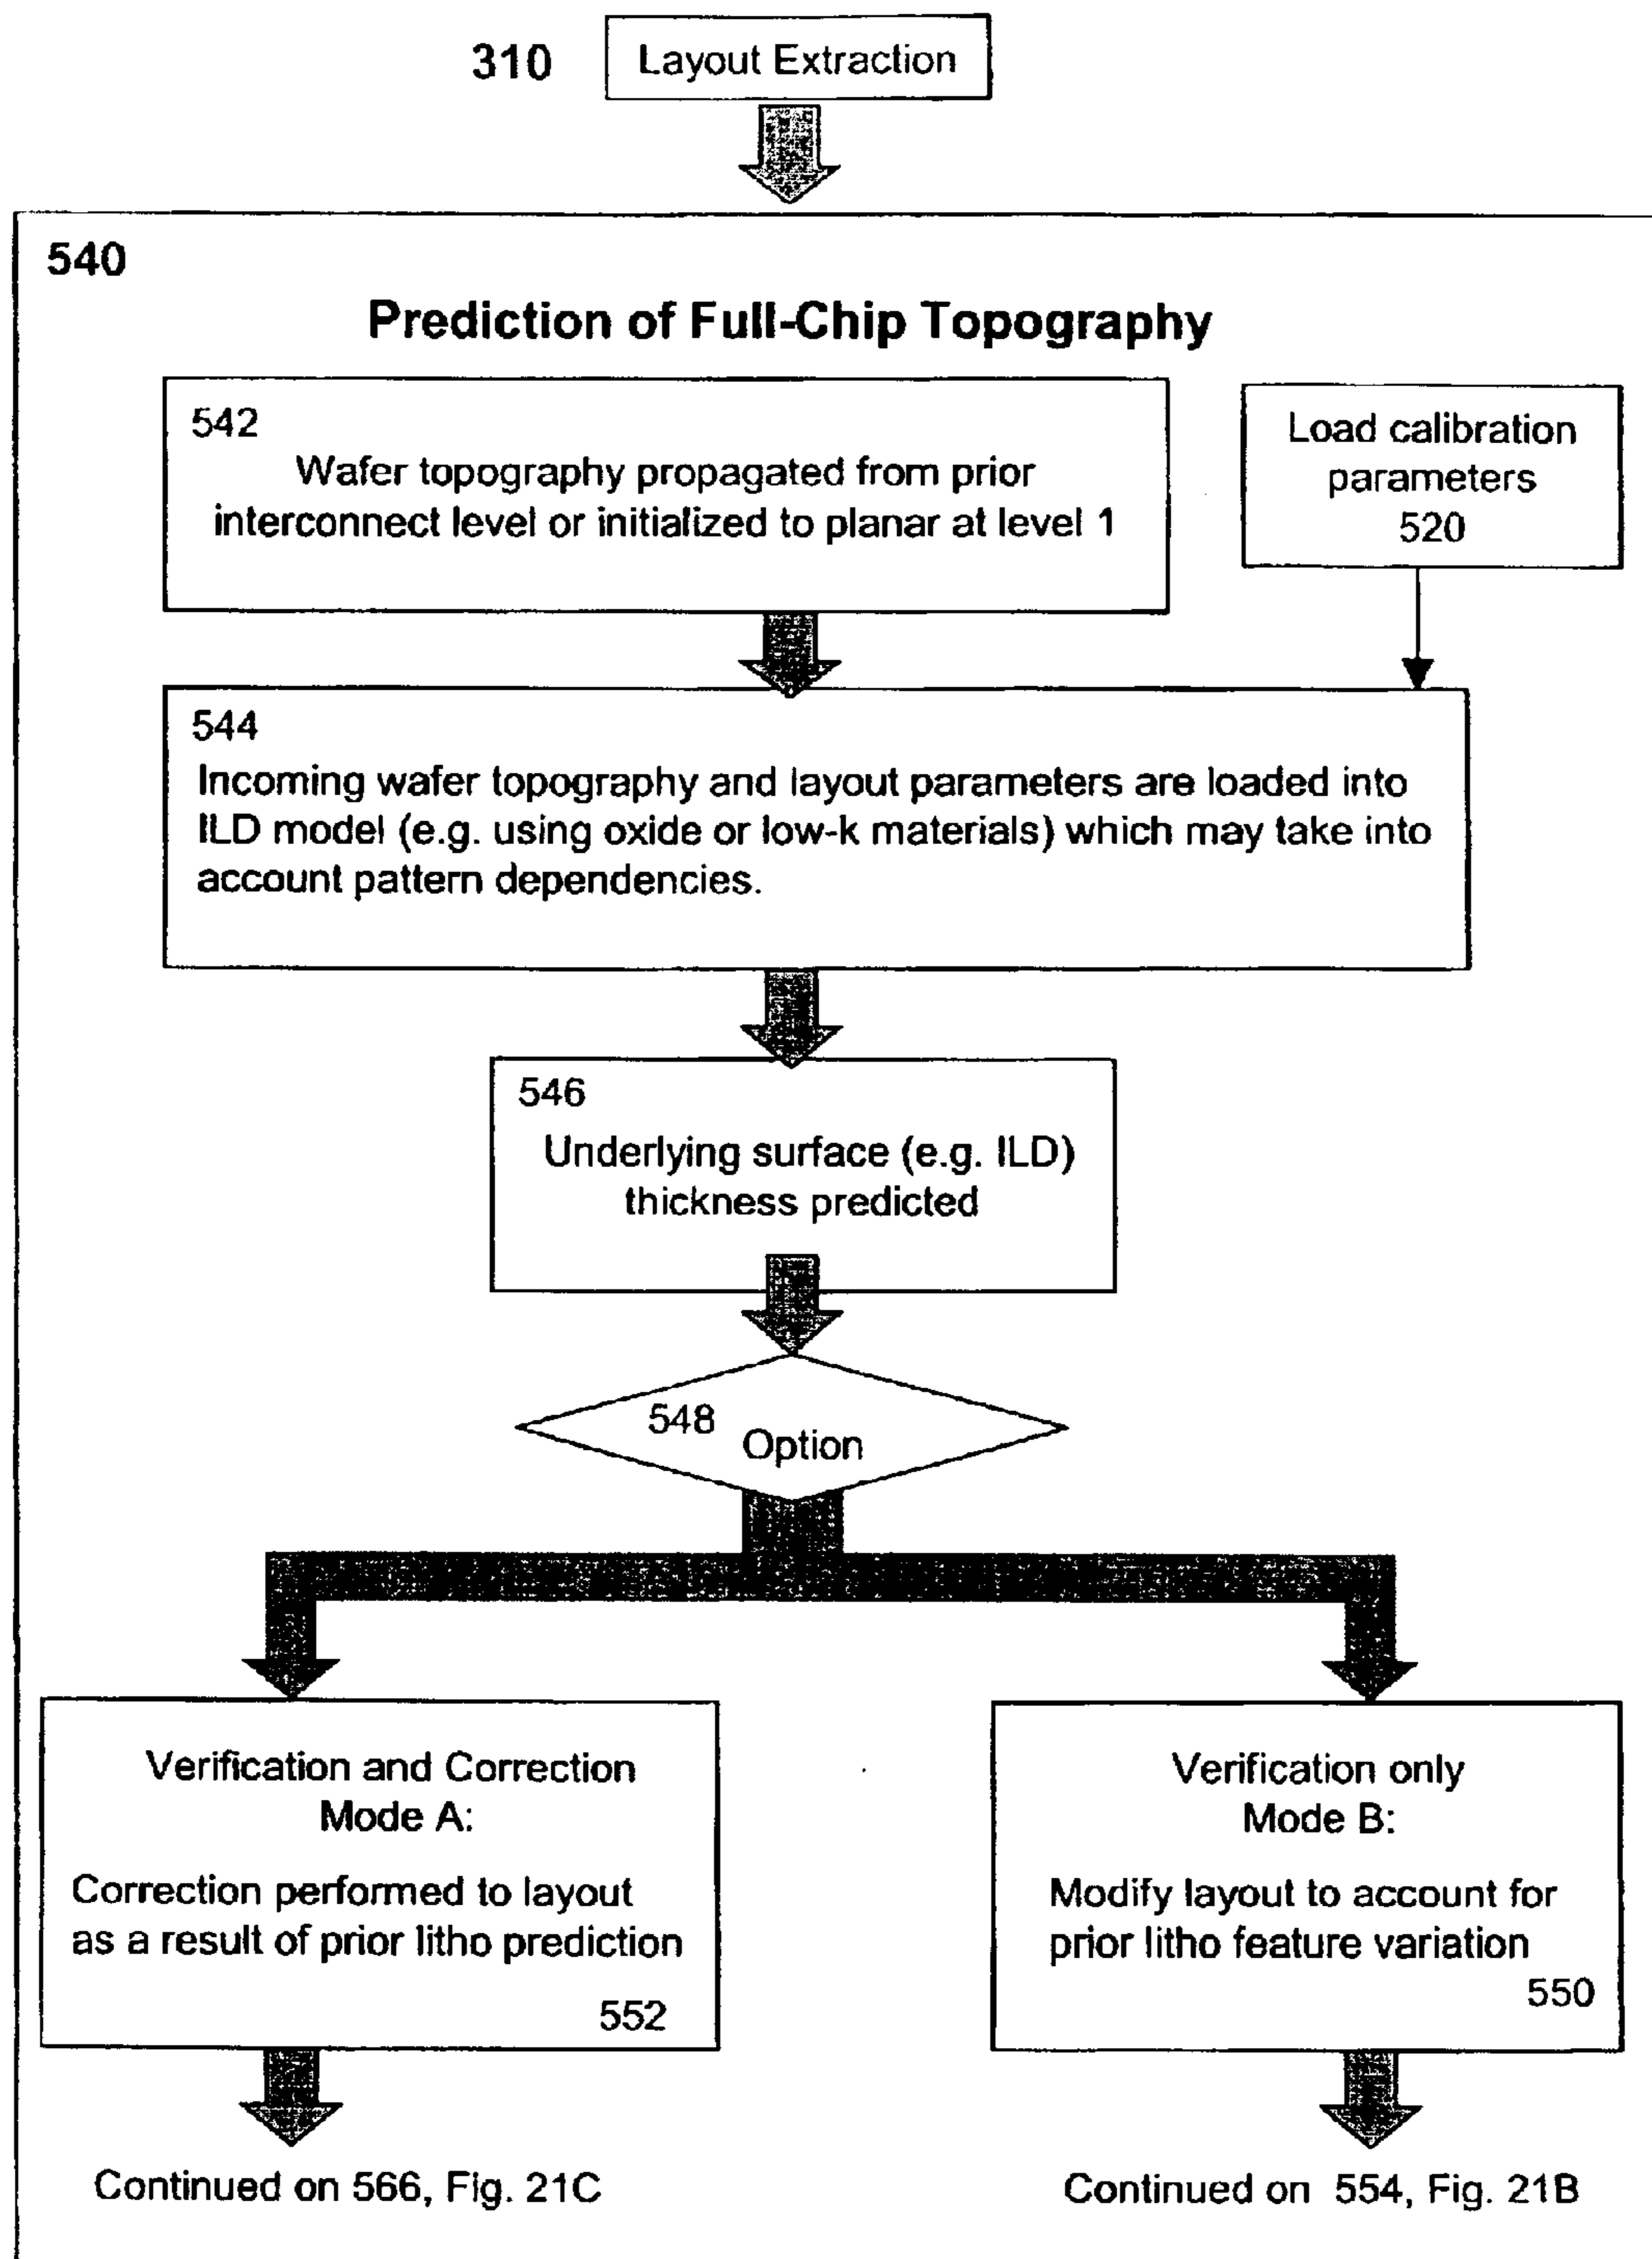 310
Layout Extraction
540
Prediction of Full-Chip Topography
542
Wafer topography propagated from prior
interconnect level or initialized to planar at level 1
Load calibration
parameters
520
544
Incoming wafer topography and layout parameters are loaded into
ILD model (e.g. using oxide or low-k materials) which may take into
account pattern dependencies.
546
Underlying surface (e.g. ILD)
thickness predicted
548
Option
Verification and Correction
Mode A:
Correction performed to layout
as a result of prior litho prediction
552
Verification only
Mode B:
Modify layout to account for
prior litho feature variation
550
Continued on 566, Fig. 21C
Continued on 554, Fig. 21B